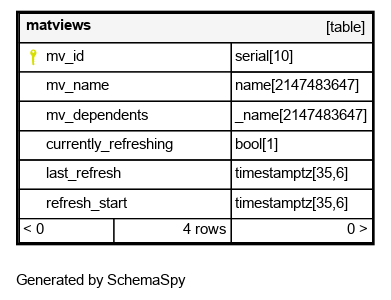 matviews [table]
mv_id serial[10]
mv_name name[2147483647]
mv_dependents _name[2147483647]
currently_refreshing bool[1]
last_refresh timestamptz[35,6]
refresh_start timestamptz[35,6]
< 0 4 rows 0 >
Generated by SchemaSpy